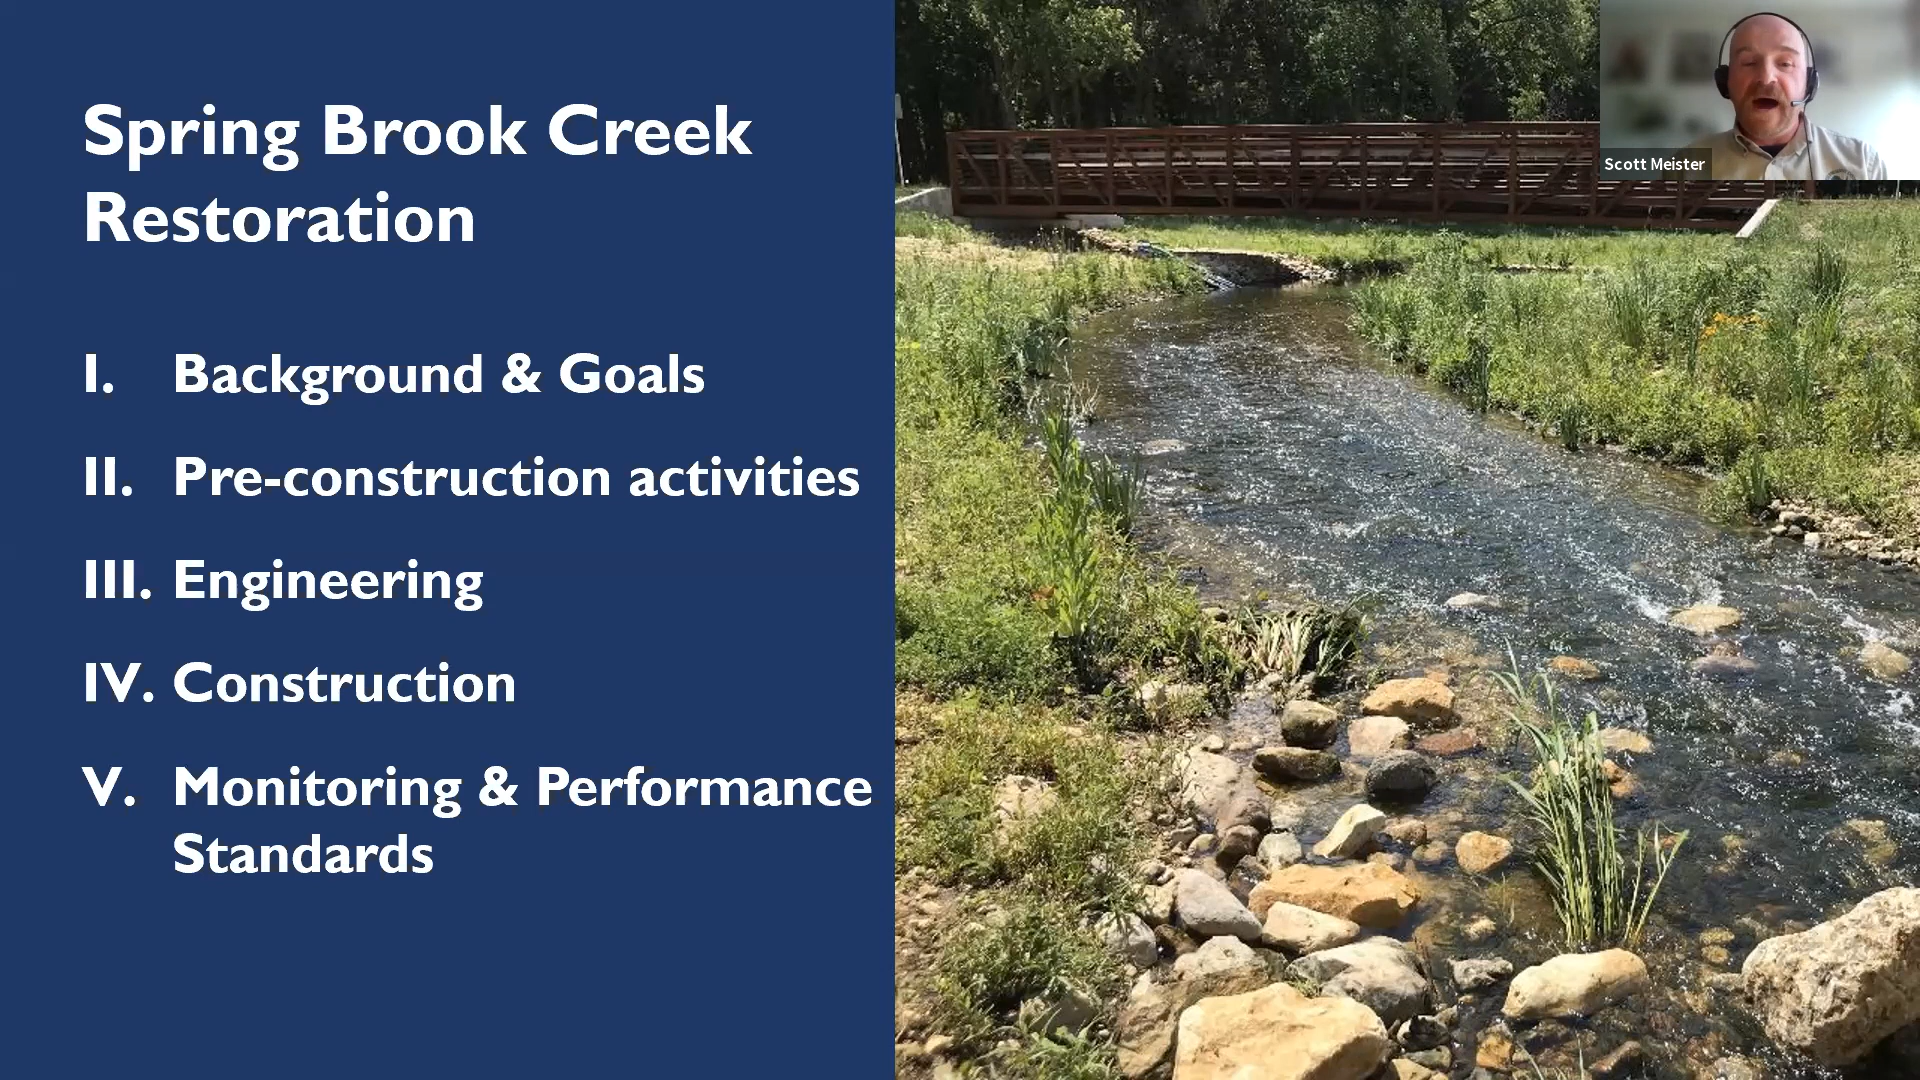 Spring Brook Creek
Restoration
I. Background & Goals
II. Pre-construction activities
III. Engineering
IV. Construction
V. Monitoring & Performance
Standards
Scott Meister